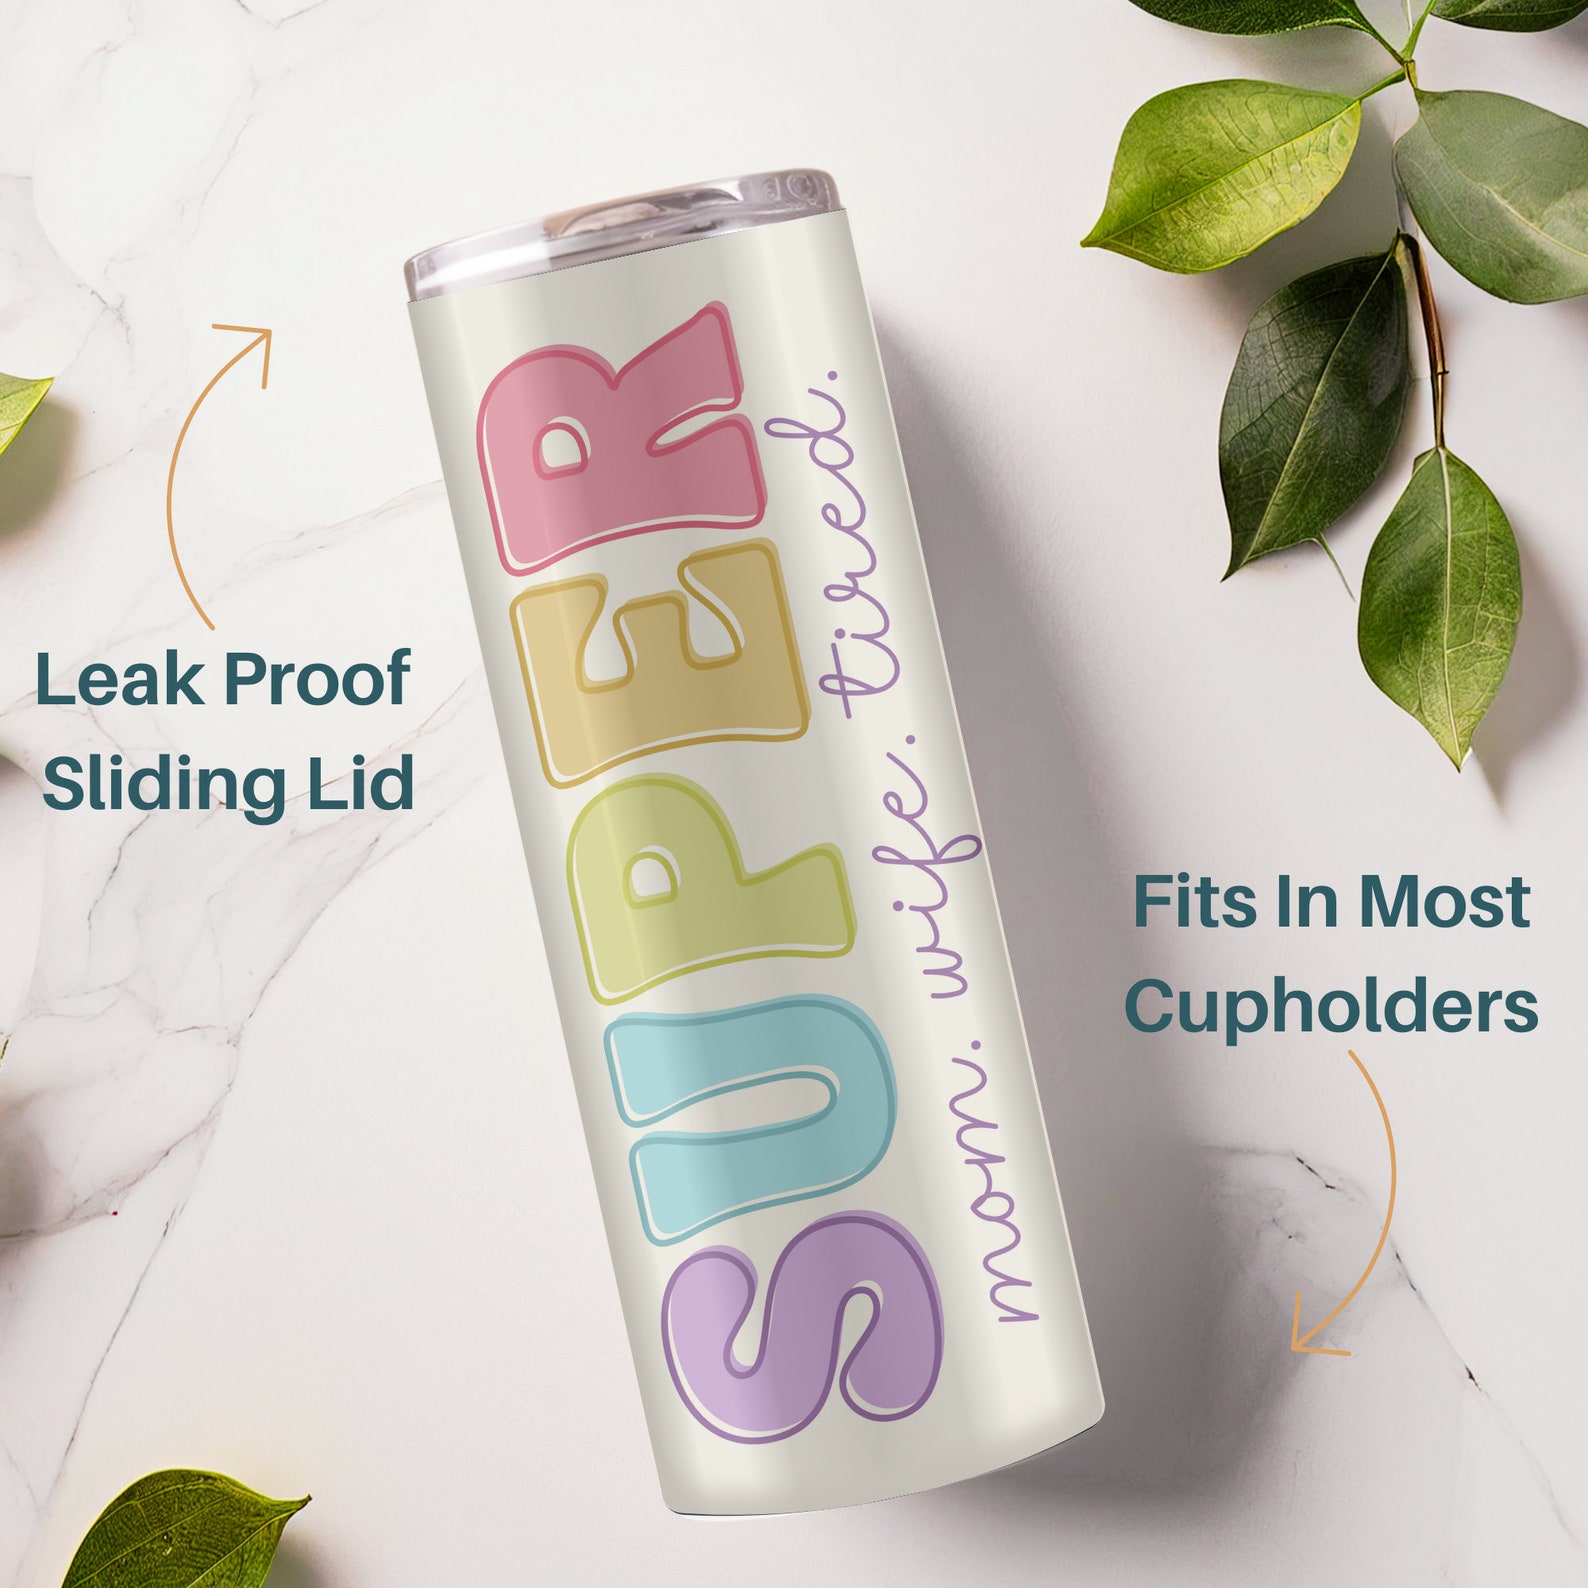 SUPER
mom. wife. tired.
Leak Proof
Sliding Lid
Fits In Most
Cupholders